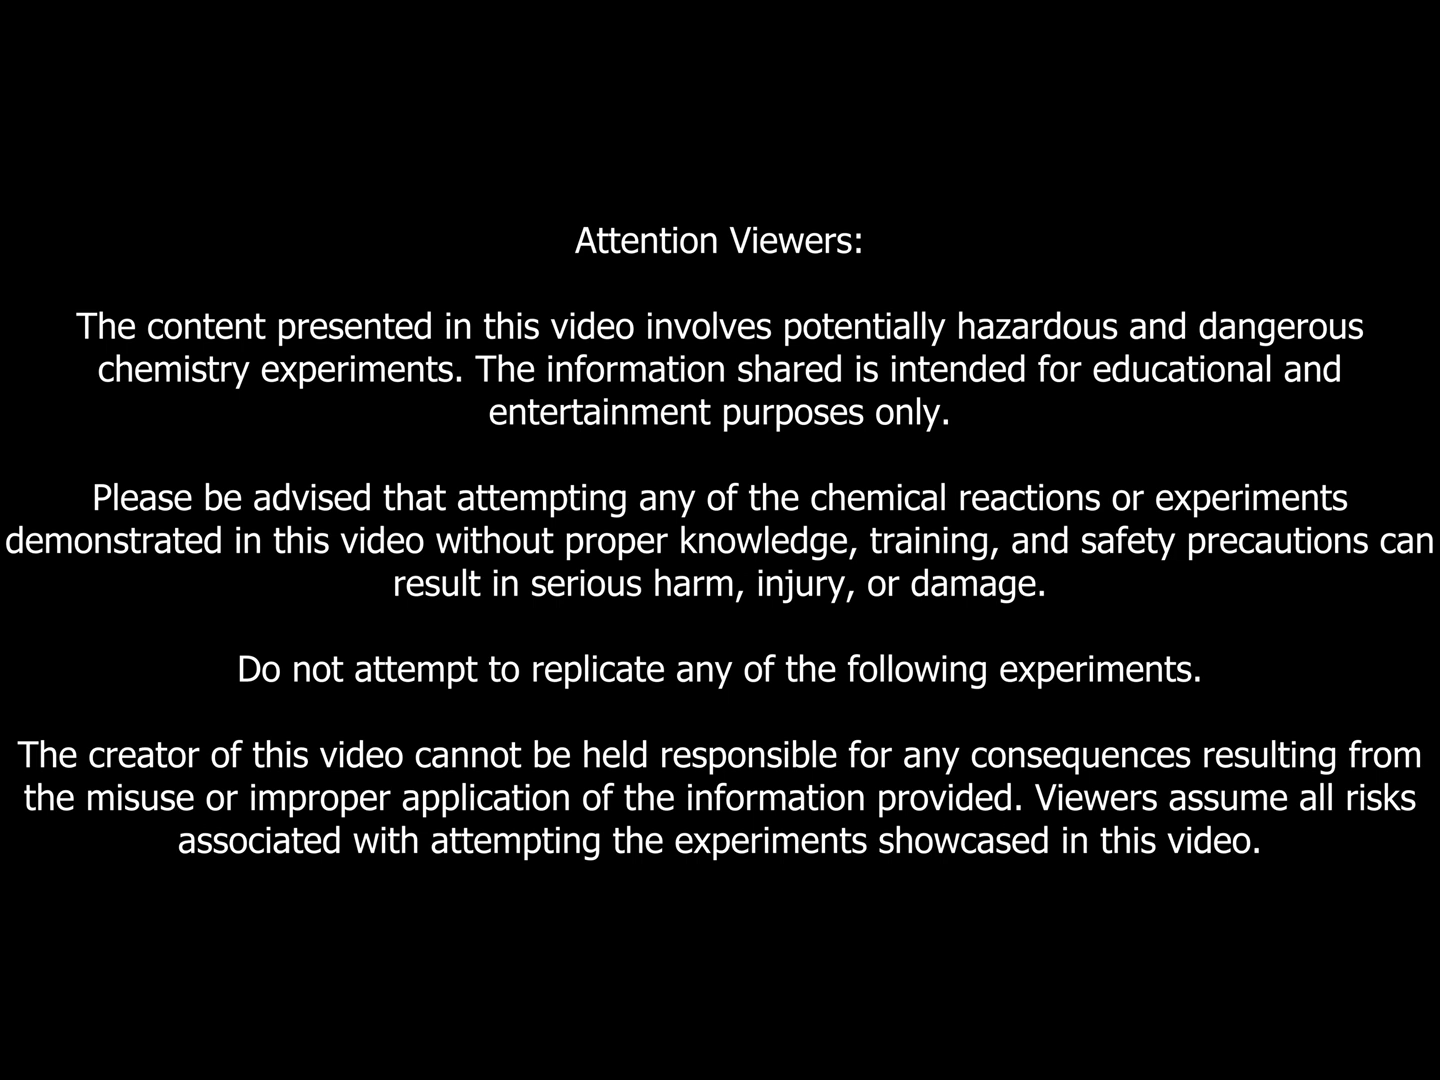 Attention Viewers:
The content presented in this video involves potentially hazardous and dangerous
chemistry experiments. The information shared is intended for educational and
entertainment purposes only.
Please be advised that attempting any of the chemical reactions or experiments
demonstrated in this video without proper knowledge, training, and safety precautions can
result in serious harm, injury, or damage.
Do not attempt to replicate any of the following experiments.
The creator of this video cannot be held responsible for any consequences resulting from
the misuse or improper application of the information provided. Viewers assume all risks
associated with attempting the experiments showcased in this video.